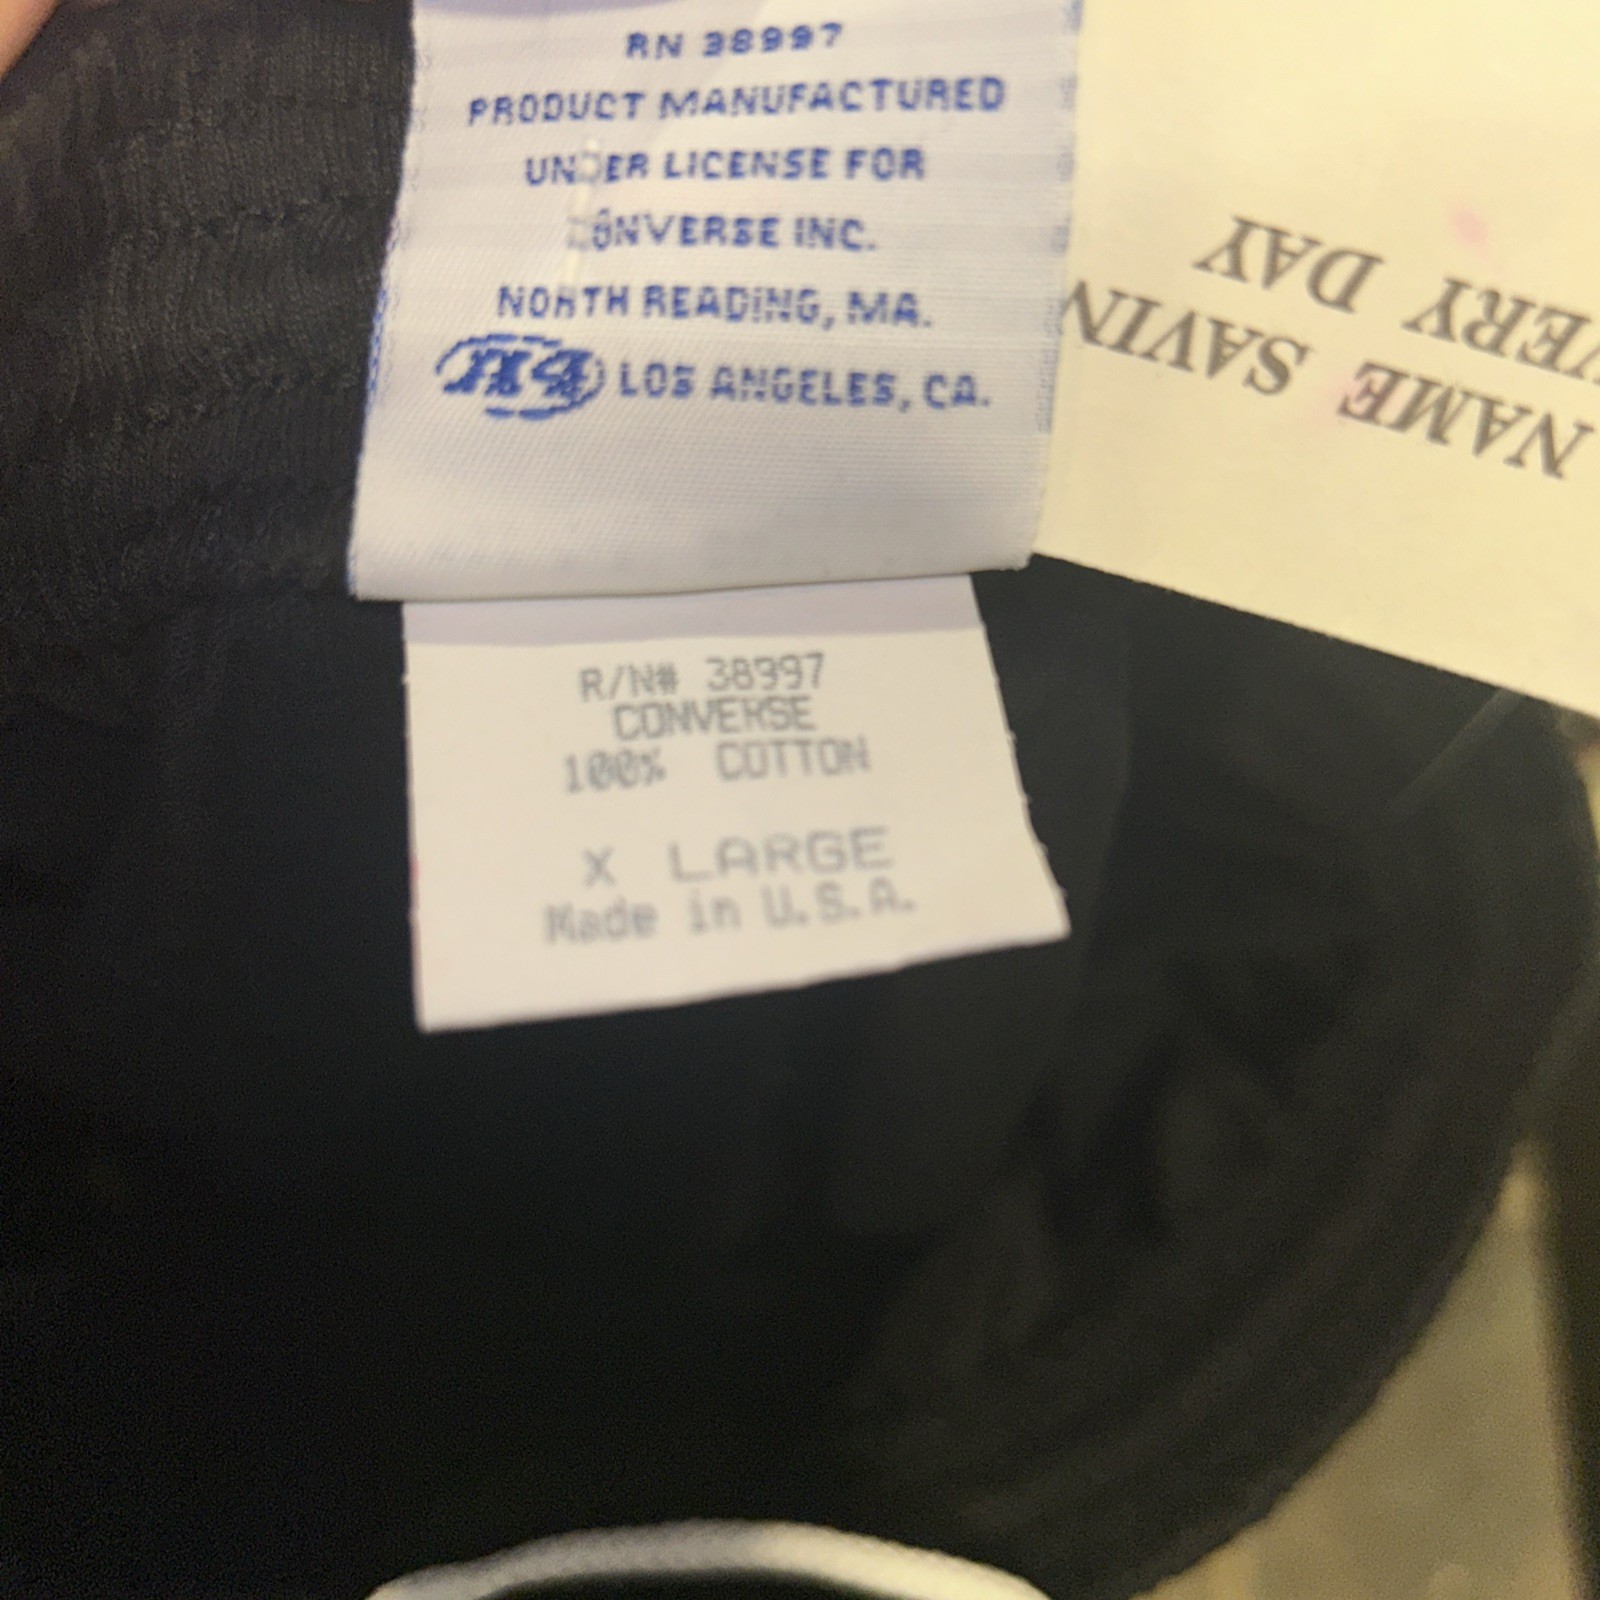 RN 38997
PRODUCT MANUFACTURED
UNDER LICENSE FOR
CONVERSE INC.
NORTH READING, MA.
LOS ANGELES, CA.
R/N# 38997
CONVERSE
100% COTTON
X LARGE
Made in U.S.A.
NAME SAVIN
VERY DAY